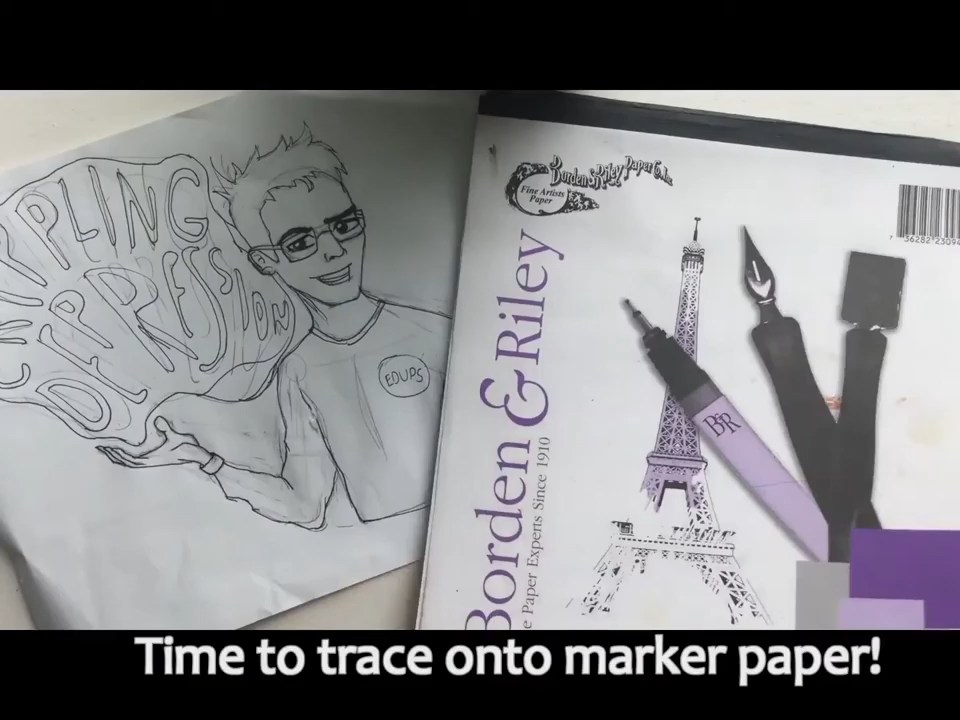 PLING
DEPRESSION
EDUPS
Borden & Riley Paper Co. Inc.
Fine Artists
Paper
Borden & Riley
Paper Experts Since 1910
B&R
Time to trace onto marker paper!